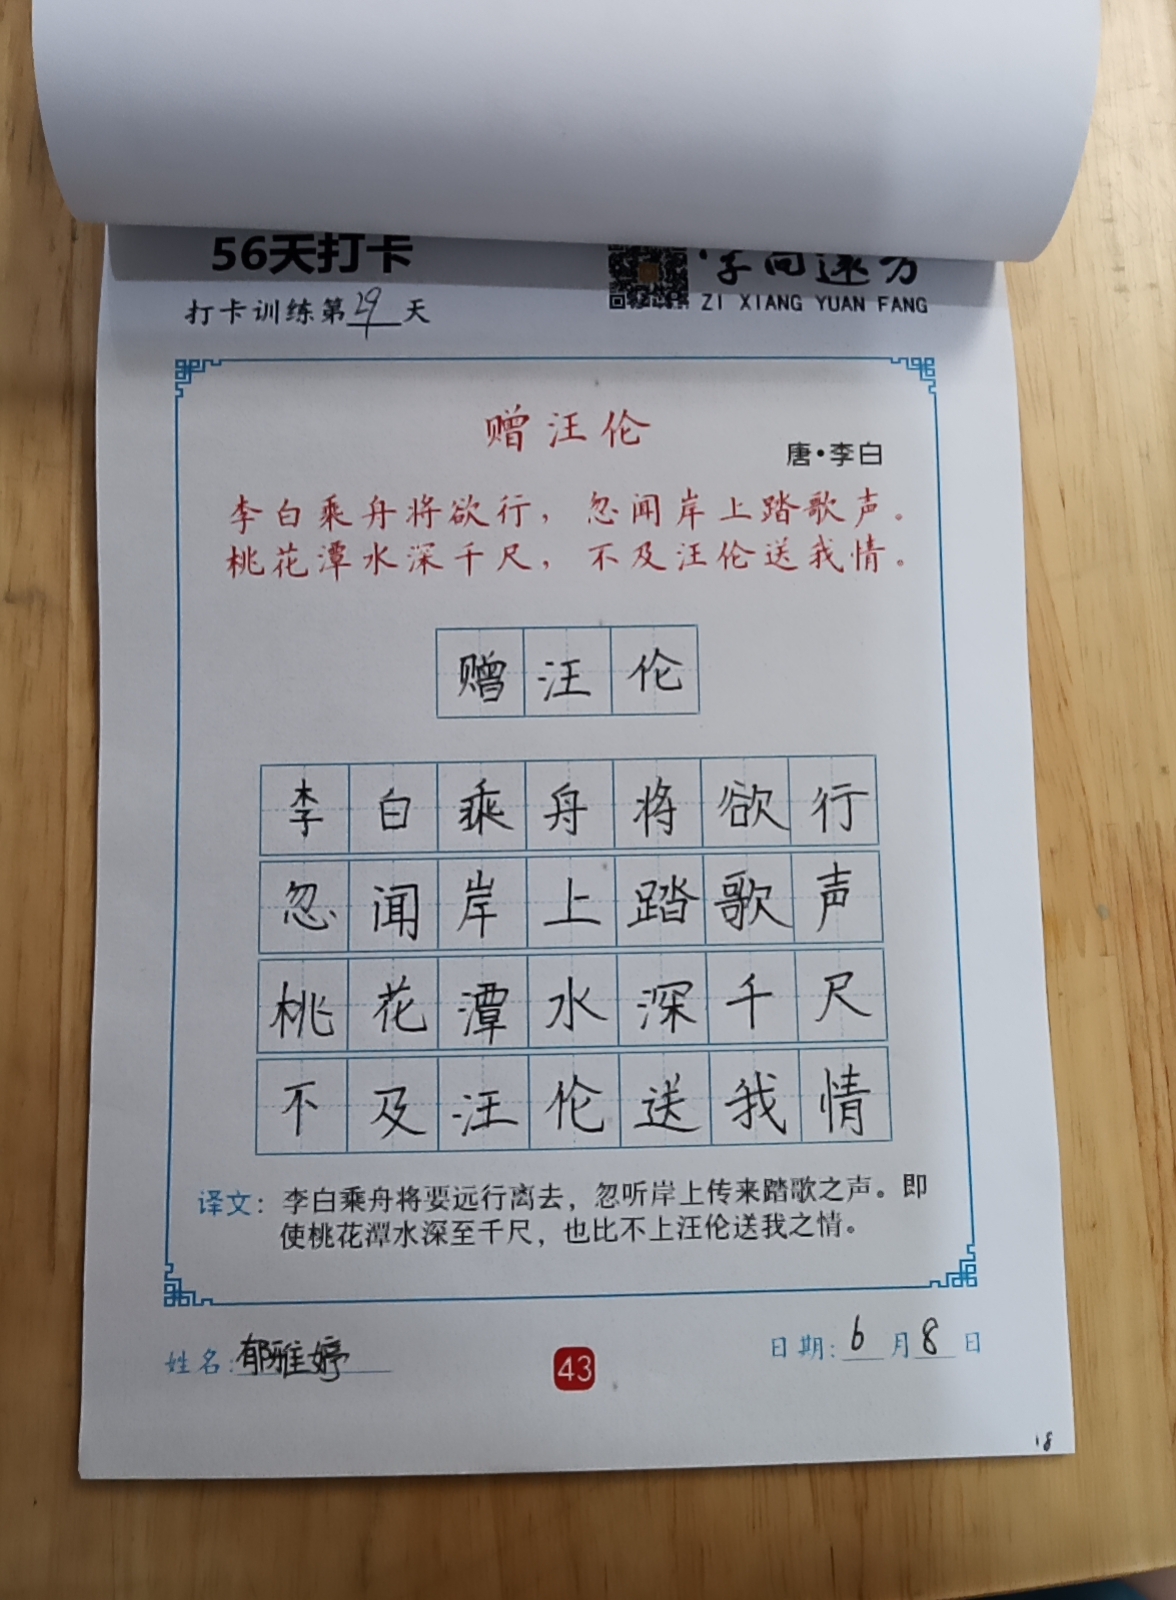 56天打卡
字向远方
ZI XIANG YUAN FANG
打卡训练第29天
赠汪伦
唐·李白
李白乘舟将欲行，忽闻岸上踏歌声。
桃花潭水深千尺，不及汪伦送我情。
赠汪伦
李白乘舟将欲行
忽闻岸上踏歌声
桃花潭水深千尺
不及汪伦送我情
译文：李白乘舟将要远行离去，忽听岸上传来踏歌之声。即
使桃花潭水深至千尺，也比不上汪伦送我之情。
姓名：郁雅婷
43
日期：6月8日
18